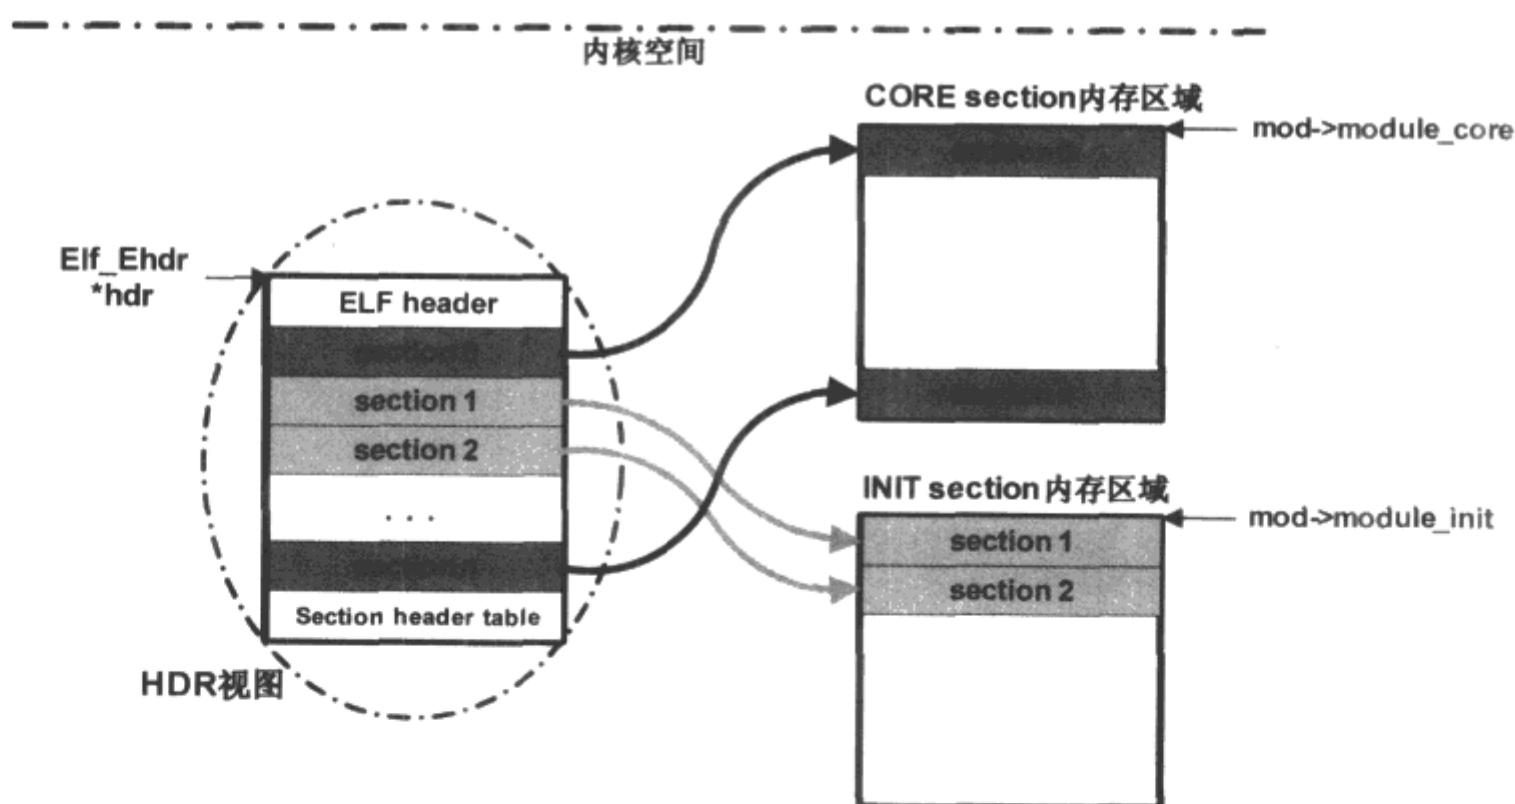 内核空间
CORE section内存区域
mod->module_core
Elf_Ehdr
*hdr
ELF header
section 0
section 1
section 2
...
Section header table
HDR视图
INIT section内存区域
mod->module_init
section 1
section 2